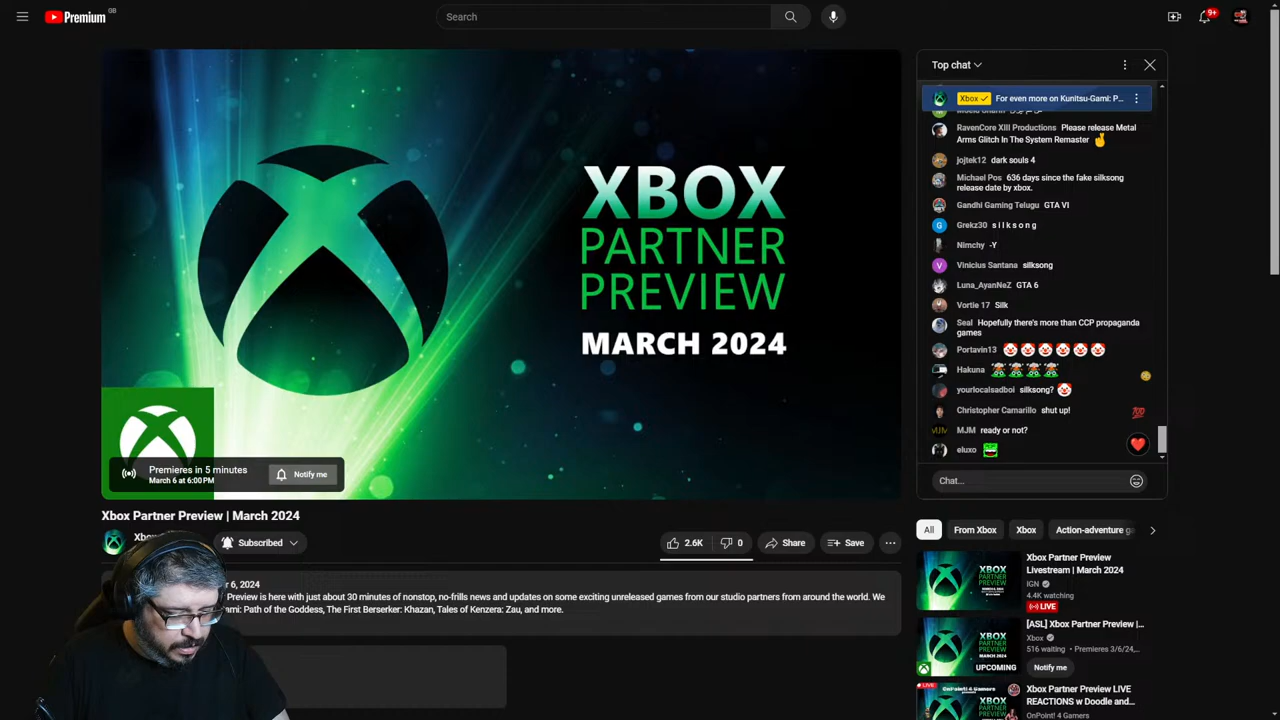 Premium GB
Search
9+
XBOX
PARTNER
PREVIEW
MARCH 2024
Premieres in 5 minutes
March 6 at 6:00 PM
Notify me
Xbox Partner Preview | March 2024
Subscribed
2.6K
0
Share
Save
6, 2024
Preview is here with just about 30 minutes of nonstop, no-frills news and updates on some exciting unreleased games from our studio partners from around the world. We
Path of the Goddess, The First Berserker: Khazan, Tales of Kenzera: Zau, and more.
Top chat
Xbox For even more on Kunitsu-Gami: P...
RavenCore XIII Productions Please release Metal
Arms Glitch In The System Remaster
jojtek12 dark souls 4
Michael Pos 636 days since the fake silksong
release date by xbox.
Gandhi Gaming Telugu GTA VI
Grekz30 s i l k s o n g
Nimchy -Y
Vinicius Santana silksong
Luna_AyanNeZ GTA 6
Vortie 17 Silk
Seal Hopefully there's more than CCP propaganda
games
Portavin13
Hakuna
yourlocalsadboi silksong?
Christopher Camarillo shut up!
MJM ready or not?
eluxo
Chat...
All
From Xbox
Xbox
Action-adventure ga
Xbox Partner Preview
Livestream | March 2024
IGN
4.4K watching
LIVE
[ASL] Xbox Partner Preview |...
Xbox
516 waiting • Premieres 3/6/24,...
UPCOMING
Notify me
Xbox Partner Preview LIVE
REACTIONS w Doodle and...
OnPoint! 4 Gamers